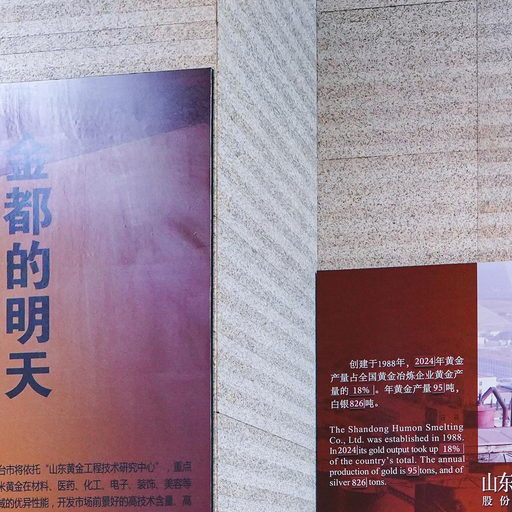 金都的明天
台市将依托“山东黄金工程技术研究中心”，重点
米黄金在材料、医药、化工、电子、装饰、美容等
域的优异性能，开发市场前景好的高技术含量、高
创建于1988年，2024年黄金
产量占全国黄金冶炼企业黄金产
量的 18%。年黄金产量95吨，
白银826吨。
The Shandong Humon Smelting
Co., Ltd. was established in 1988.
In 2024 its gold output took up 18%
of the country's total. The annual
production of gold is 95 tons, and of
silver 826 tons.
山东
股份